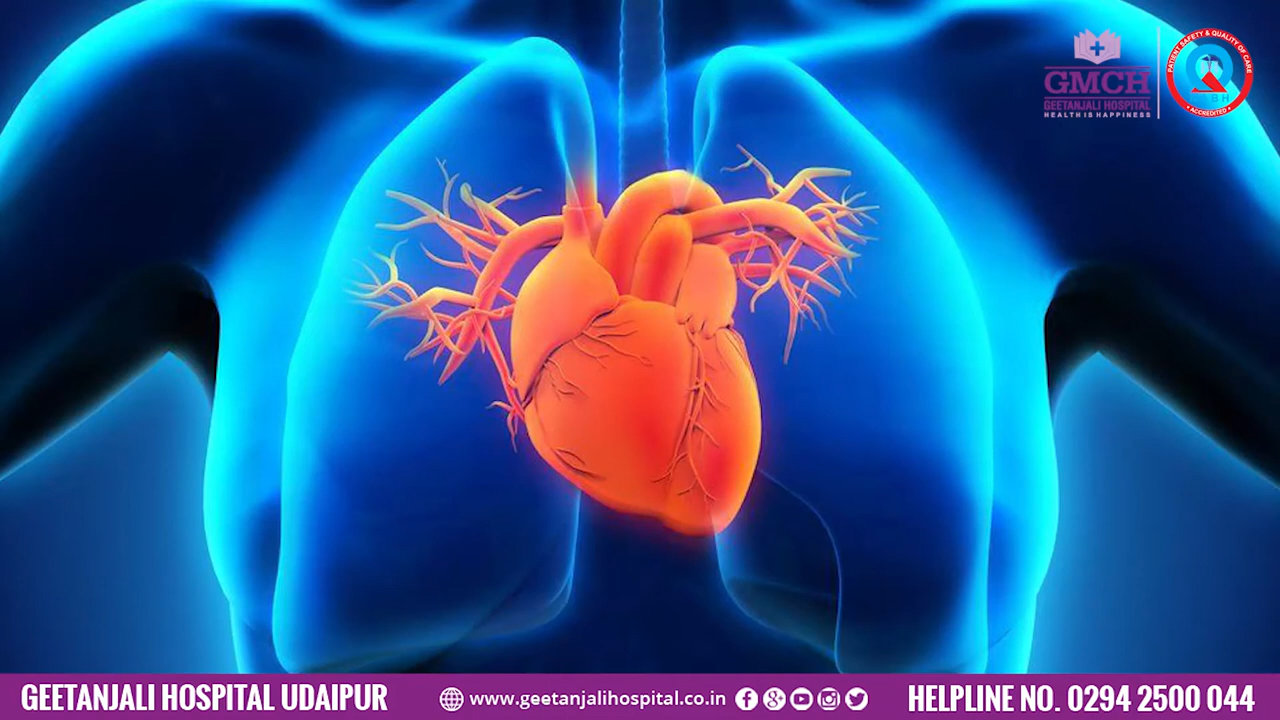 GMCH
GEETANJALI HOSPITAL
HEALTH IS HAPPINESS
PATIENT SAFETY & QUALITY OF CARE
• ACCREDITED •
GEETANJALI HOSPITAL UDAIPUR
www.geetanjalihospital.co.in
HELPLINE NO. 0294 2500 044